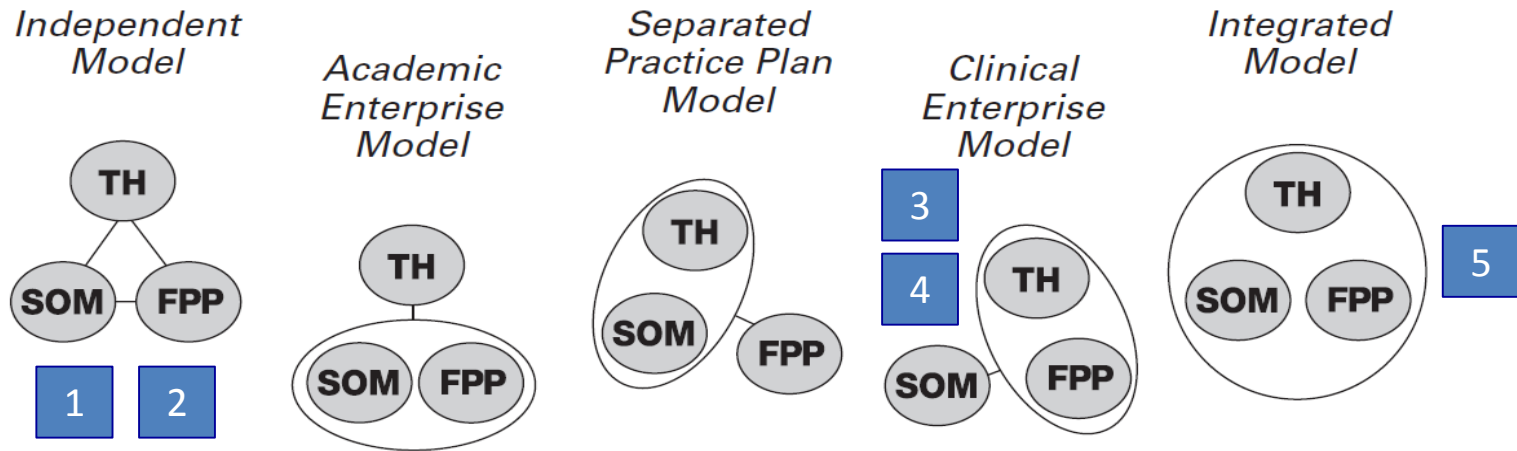 Independent
Model
TH
SOM
FPP
1
2
Academic
Enterprise
Model
TH
SOM
FPP
Separated
Practice Plan
Model
TH
SOM
FPP
Clinical
Enterprise
Model
3
4
TH
SOM
FPP
Integrated
Model
TH
SOM
FPP
5